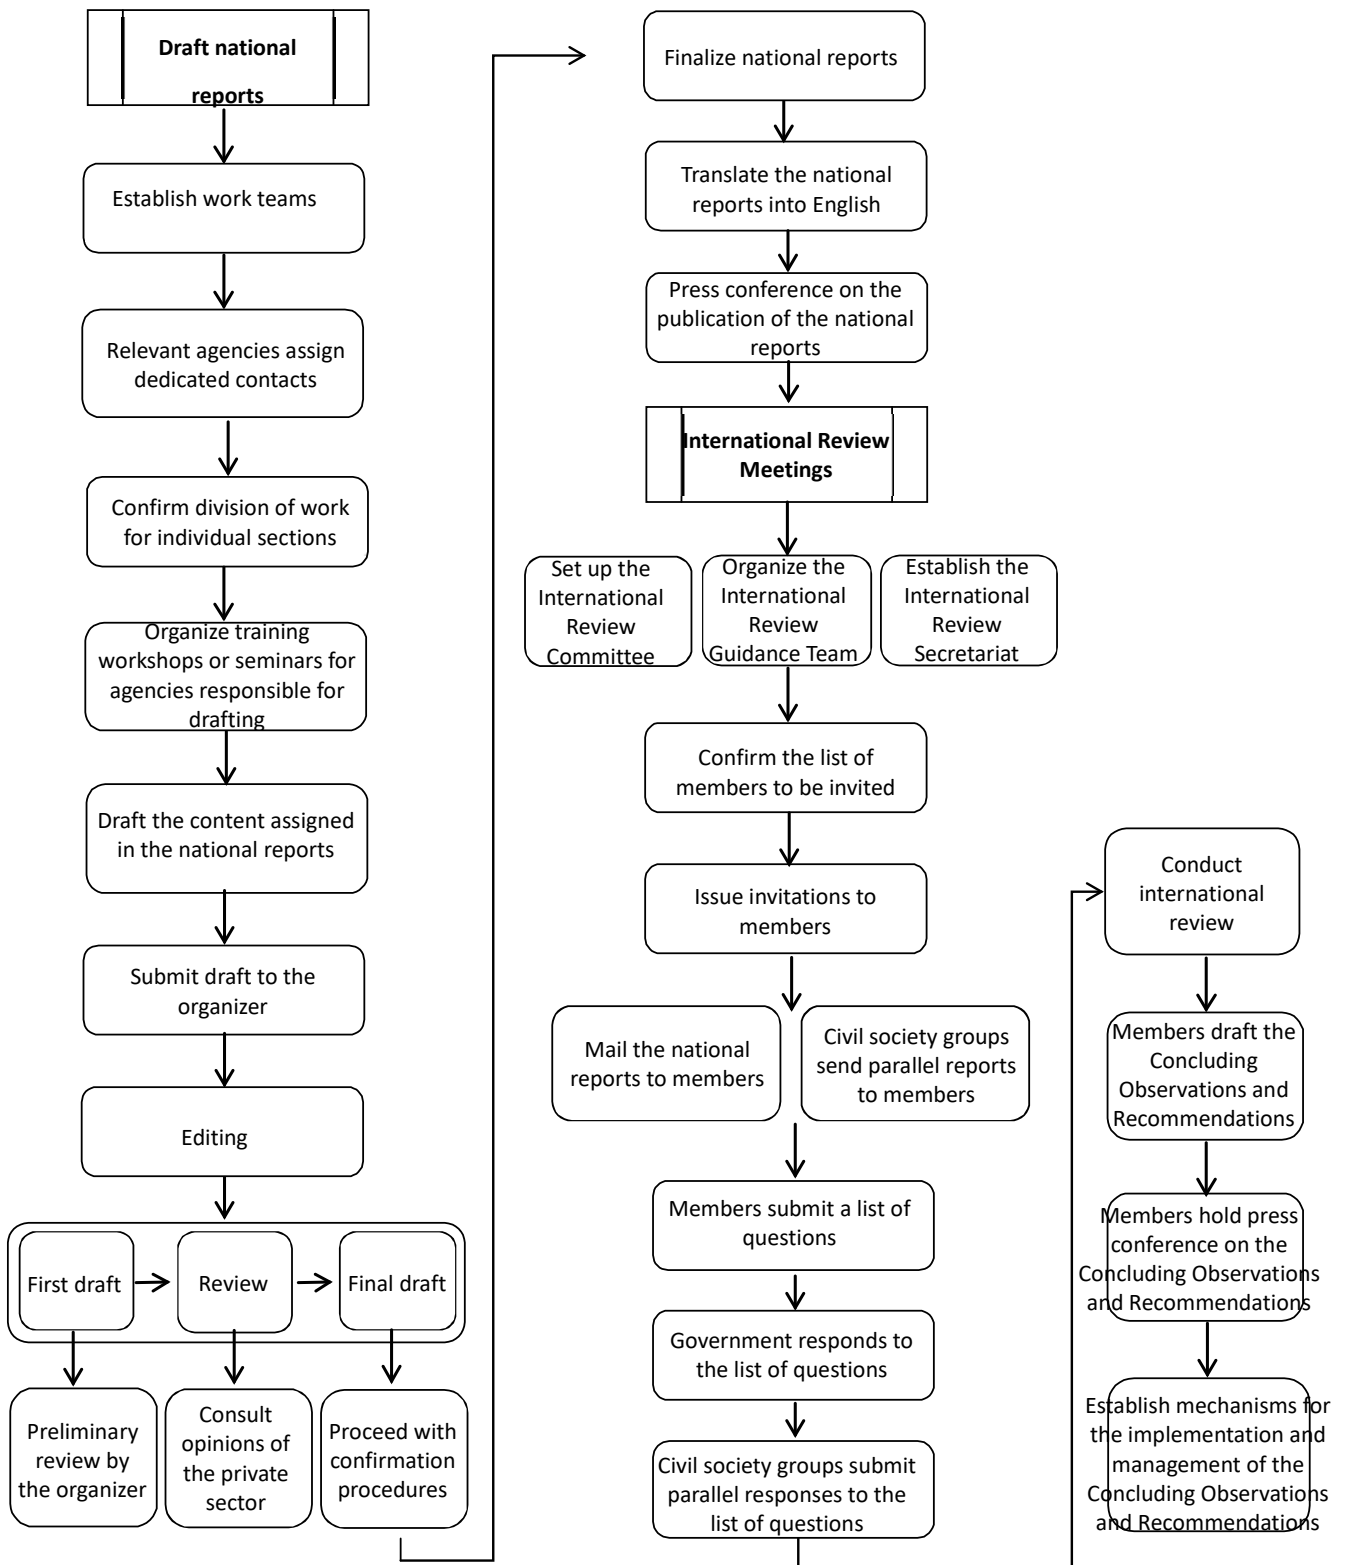 Draft national
reports
Establish work teams
Relevant agencies assign
dedicated contacts
Confirm division of work
for individual sections
Organize training
workshops or seminars for
agencies responsible for
drafting
Draft the content assigned
in the national reports
Submit draft to the
organizer
Editing
First draft
Review
Final draft
Preliminary
review by
the organizer
Consult
opinions of
the private
sector
Proceed with
confirmation
procedures
Finalize national reports
Translate the national
reports into English
Press conference on the
publication of the national
reports
International Review
Meetings
Set up the
International
Review
Committee
Organize the
International
Review
Guidance Team
Establish the
International
Review
Secretariat
Confirm the list of
members to be invited
Issue invitations to
members
Mail the national
reports to members
Civil society groups
send parallel reports
to members
Members submit a list of
questions
Government responds to
the list of questions
Civil society groups submit
parallel responses to the
list of questions
Conduct
international
review
Members draft the
Concluding
Observations and
Recommendations
Members hold press
conference on the
Concluding Observations
and Recommendations
Establish mechanisms for
the implementation and
management of the
Concluding Observations
and Recommendations